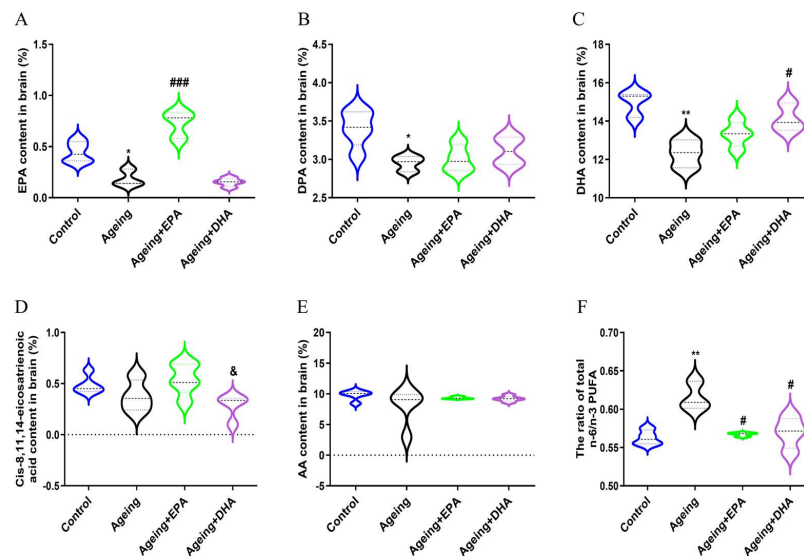 A
EPA content in brain (%)
1.5
1.0
0.5
0.0
*
###
Control
Ageing
Ageing+EPA
Ageing+DHA
B
DPA content in brain (%)
4.5
4.0
3.5
3.0
2.5
*
Control
Ageing
Ageing+EPA
Ageing+DHA
C
DHA content in brain (%)
18
16
14
12
10
**
#
Control
Ageing
Ageing+EPA
Ageing+DHA
D
Cis-8,11,14-eicosatrienoic
acid content in brain (%)
1.0
0.5
0.0
-0.5
&
Control
Ageing
Ageing+EPA
Ageing+DHA
E
AA content in brain (%)
20
15
10
5
0
-5
Control
Ageing
Ageing+EPA
Ageing+DHA
F
The ratio of total
n-6/n-3 PUFA
0.70
0.65
0.60
0.55
0.50
**
#
#
Control
Ageing
Ageing+EPA
Ageing+DHA